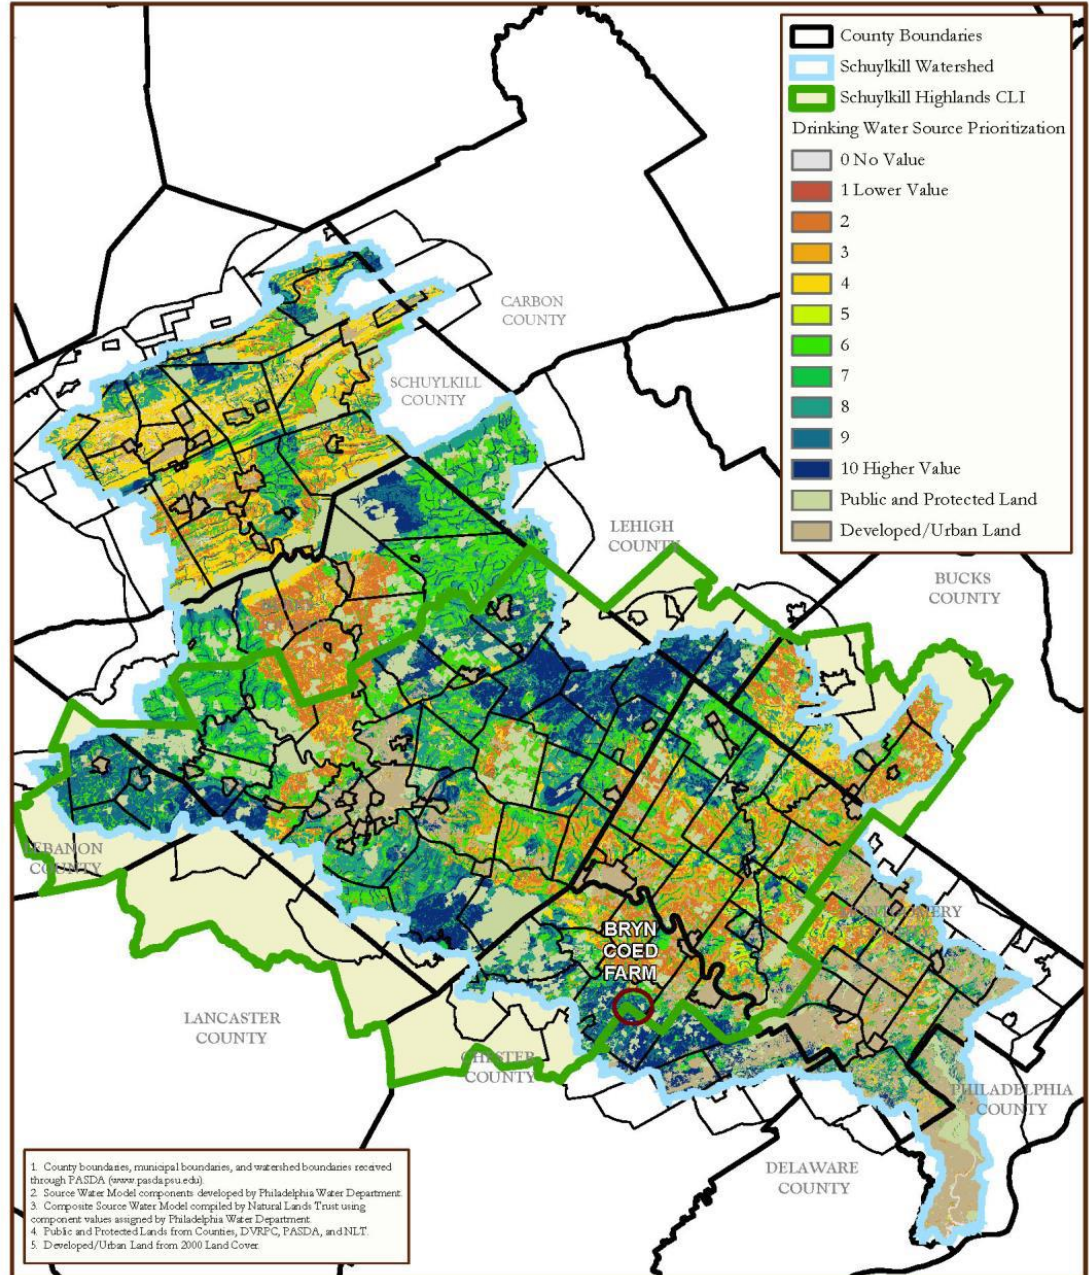 County Boundaries
Schuylkill Watershed
Schuylkill Highlands CLI
Drinking Water Source Prioritization
0 No Value
1 Lower Value
2
3
4
5
6
7
8
9
10 Higher Value
Public and Protected Land
Developed/Urban Land
CARBON
COUNTY
SCHUYLKILL
COUNTY
LEHIGH
COUNTY
BUCKS
COUNTY
LEBANON
COUNTY
MONTGOMERY
BRYN
COED
FARM
LANCASTER
COUNTY
CHESTER
COUNTY
PHILADELPHIA
COUNTY
DELAWARE
COUNTY
1. County boundaries, municipal boundaries, and watershed boundaries received
through PASDA (www.pasda.psu.edu).
2. Source Water Model components developed by Philadelphia Water Department.
3. Composite Source Water Model compiled by Natural Lands Trust using
component values assigned by Philadelphia Water Department.
4. Public and Protected Lands from Counties, DVRPC, PASDA, and NLT.
5. Developed/Urban Land from 2000 Land Cover.